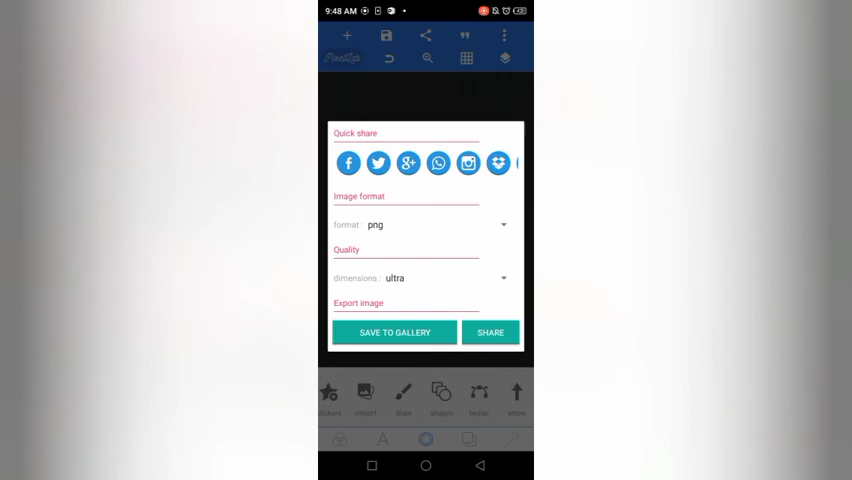 9:48 AM
PixelLab
Quick share
Image format
format : png
Quality
dimensions : ultra
Export image
SAVE TO GALLERY SHARE
stickers import draw shapes bezier arrow